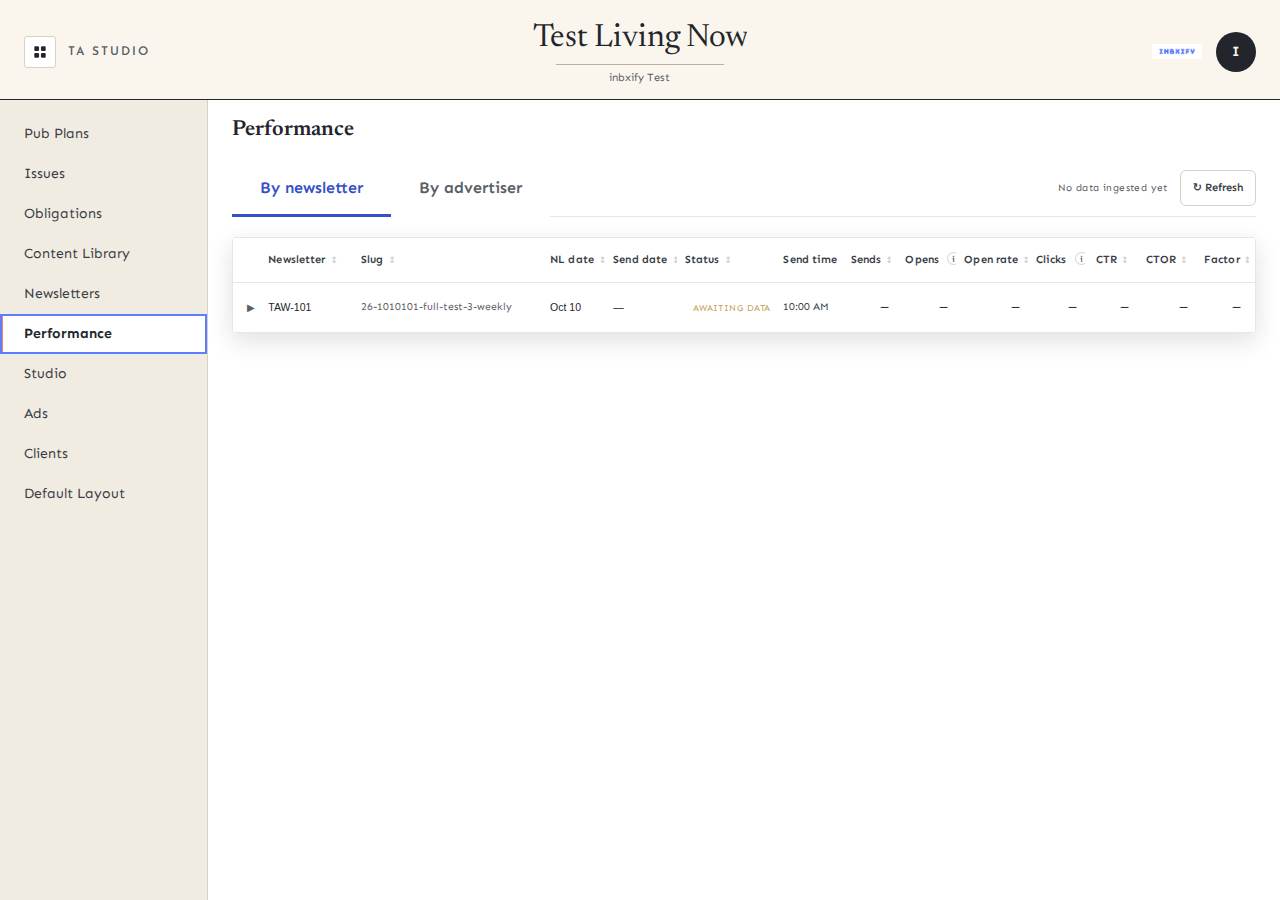 TA STUDIO
Test Living Now
inbxify Test
INBXIFY
I
Pub Plans
Issues
Obligations
Content Library
Newsletters
Performance
Studio
Ads
Clients
Default Layout
Performance
By newsletter
By advertiser
No data ingested yet
↻ Refresh
Newsletter ↕ Slug ↕ NL date ↕ Send date ↕ Status ↕ Send time Sends ↕ Opens i Open rate ↕ Clicks i CTR ↕ CTOR ↕ Factor ↕
▶ TAW-101 26-1010101-full-test-3-weekly Oct 10 — AWAITING DATA 10:00 AM — — — — — — —